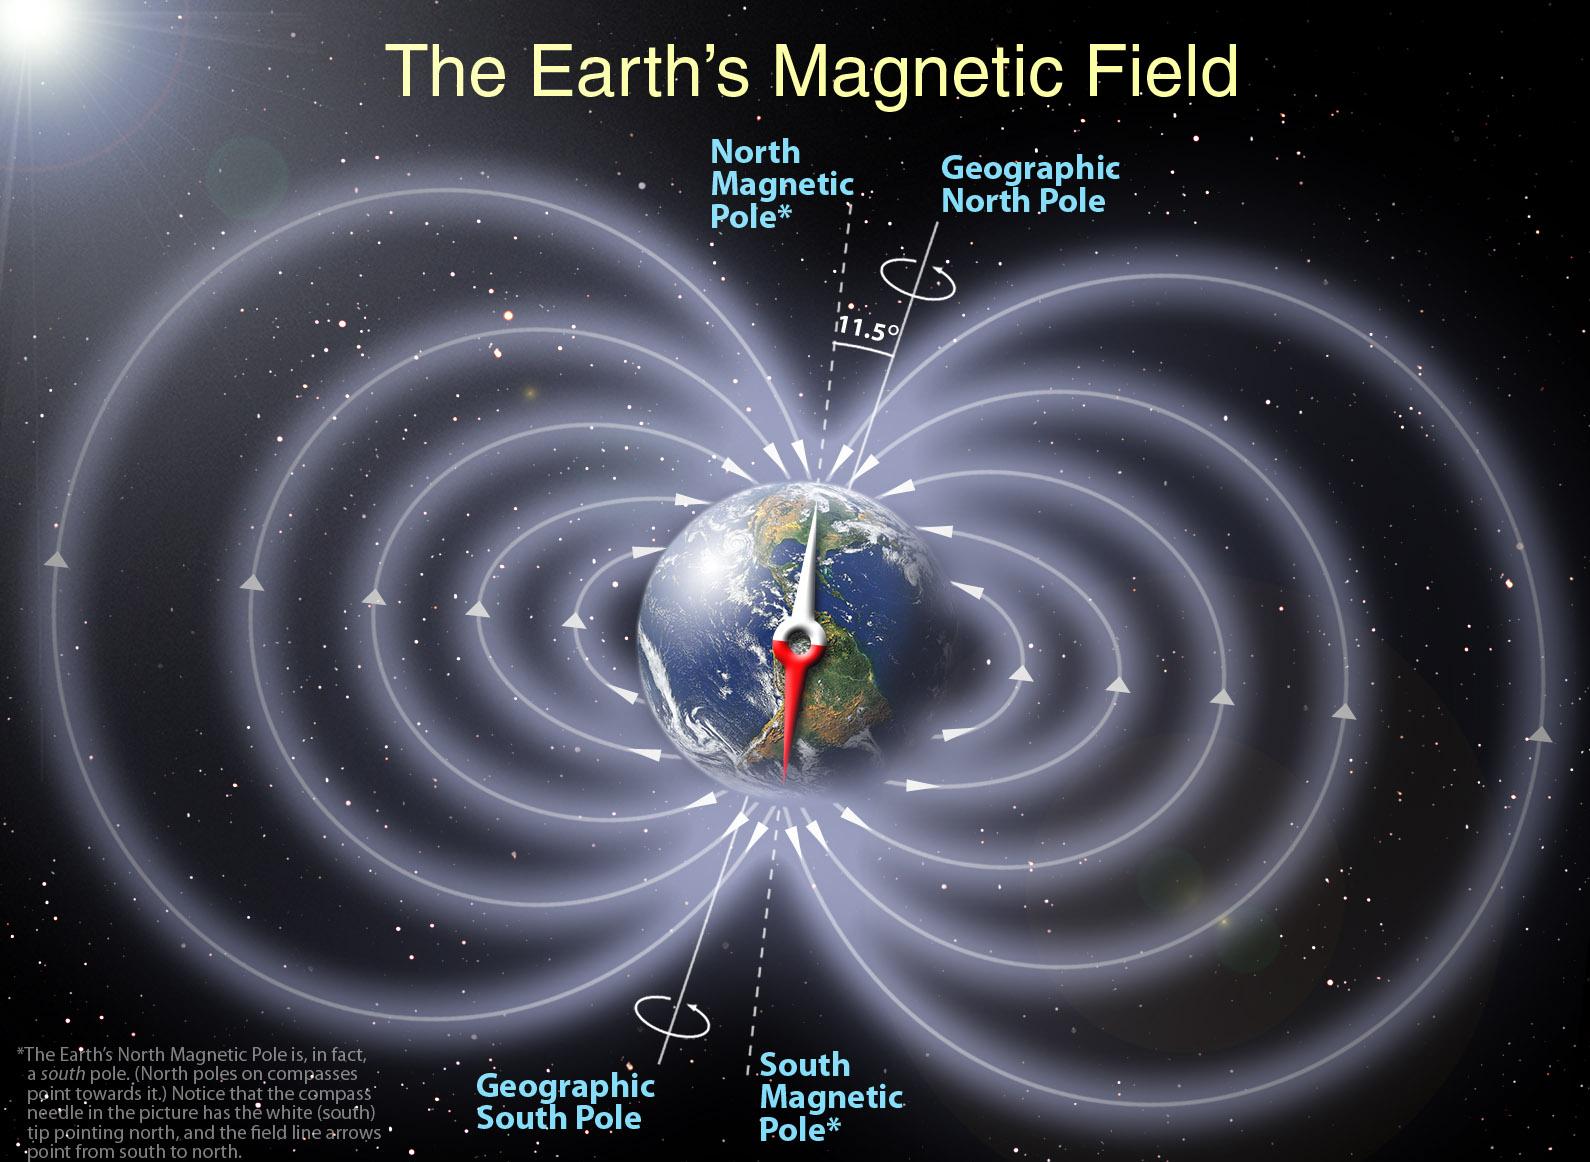 The Earth’s Magnetic Field
North
Magnetic
Pole*
Geographic
North Pole
11.5°
Geographic
South Pole
South
Magnetic
Pole*
*The Earth’s North Magnetic Pole is, in fact,
a south pole. (North poles on compasses
point towards it.) Notice that the compass
needle in the picture has the white (south)
tip pointing north, and the field line arrows
point from south to north.